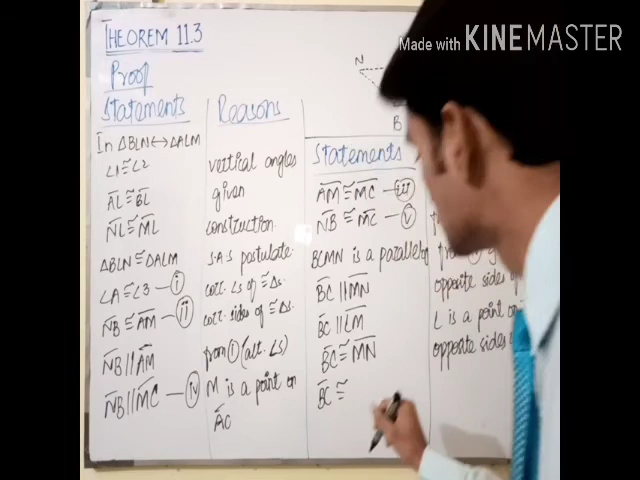 Made with KINEMASTER
THEOREM 11.3
Proof
Statements
Reasons
In ΔBLN ↔ ΔALM
∠1 ≅ ∠2
vertical angles
AL ≅ BL
given
NL ≅ ML
construction.
ΔBLN ≅ ΔALM
S.A.S postulate
∠A ≅ ∠3 — (i)
corr. ∠s of ≅ Δs.
NB ≅ AM — (ii)
corr. sides of ≅ Δs.
NB || AM
from (i) (alt. ∠s)
NB || MC — (iv)
M is a point on
AC
N
B
Statements
AM ≅ MC — (iii)
NB ≅ MC — (v)
BCMN is a parallelog
BC || MN
opposite sides of
BC || LM
L is a point on
BC ≅ MN
opposite sides
BC ≅